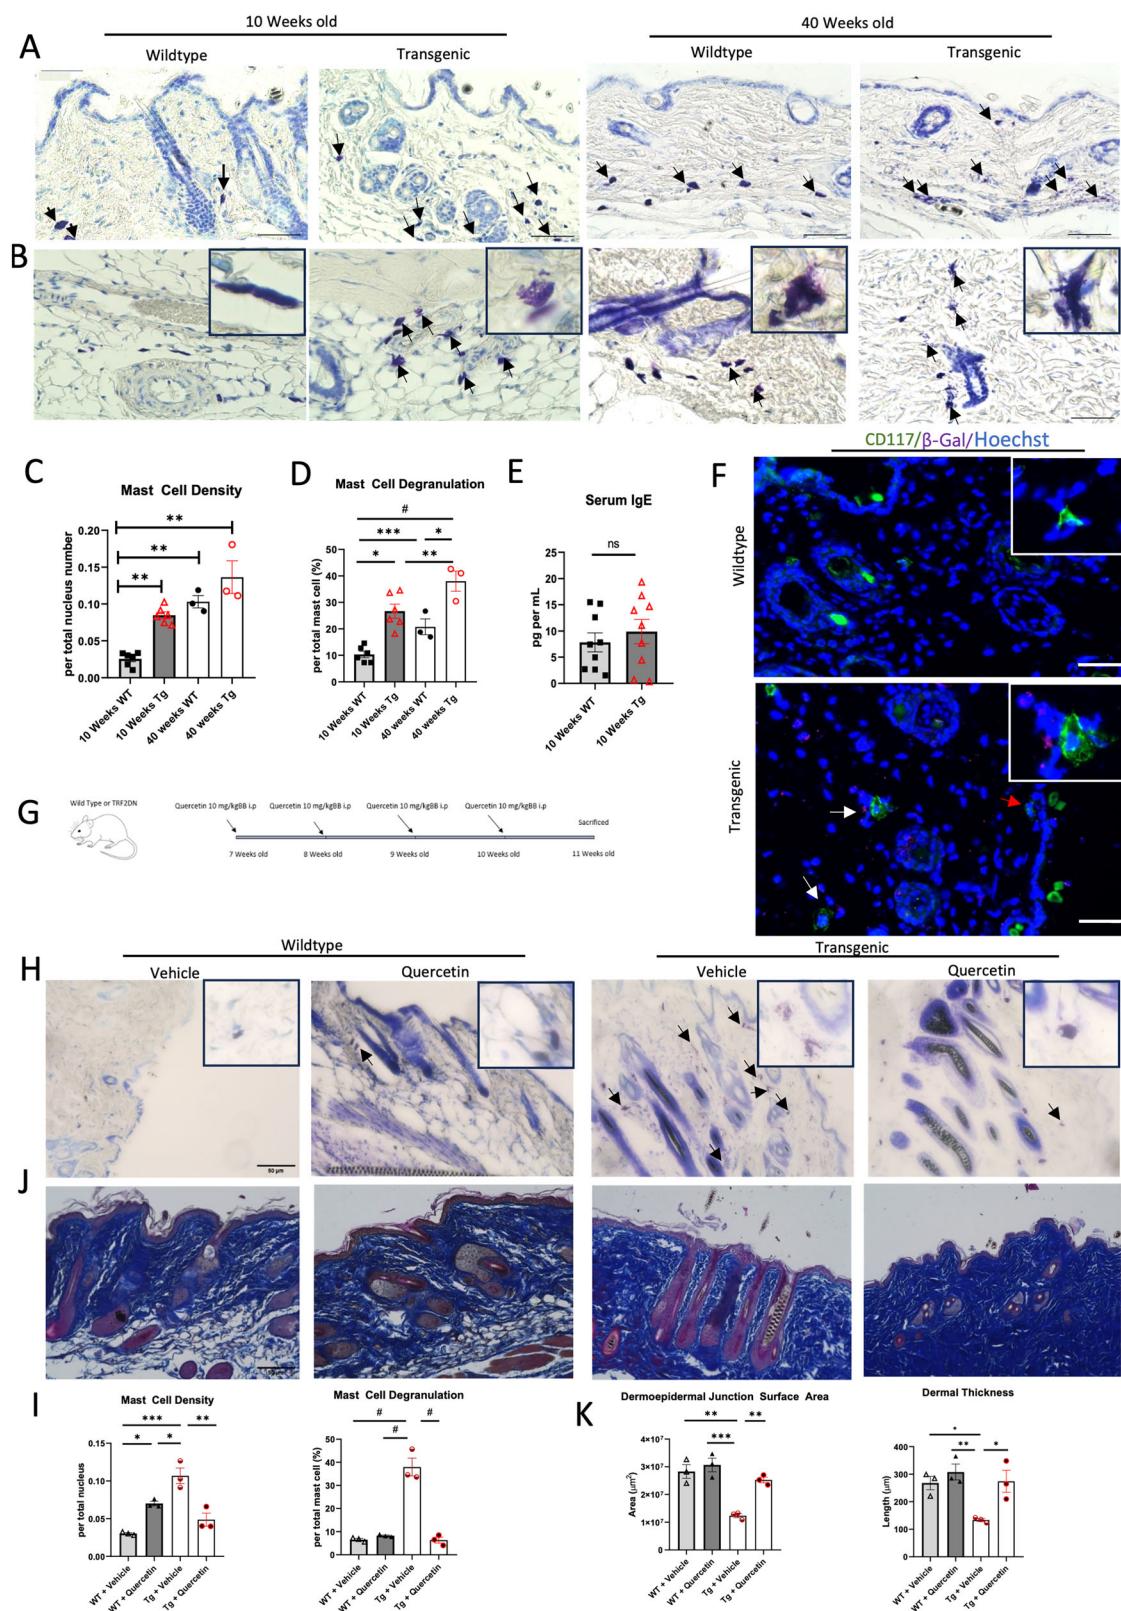 10 Weeks old
40 Weeks old
A
Wildtype
Transgenic
Wildtype
Transgenic
B
CD117/β-Gal/Hoechst
C
Mast Cell Density
per total nucleus number
0.20
0.15
0.10
0.05
0.00
**
**
**
10 Weeks WT
10 Weeks Tg
40 weeks WT
40 weeks Tg
D
Mast Cell Degranulation
per total mast cell (%)
50
40
30
20
10
0
#
***
*
*
**
10 Weeks WT
10 Weeks Tg
40 weeks WT
40 weeks Tg
E
Serum IgE
pg per mL
25
20
15
10
5
0
ns
10 Weeks WT
10 Weeks Tg
F
Wildtype
Transgenic
G
Wild Type or TRF2DN
Quercetin 10 mg/kgBB i.p
Quercetin 10 mg/kgBB i.p
Quercetin 10 mg/kgBB i.p
Quercetin 10 mg/kgBB i.p
Sacrificed
7 Weeks old
8 Weeks old
9 Weeks old
10 Weeks old
11 Weeks old
Wildtype
Transgenic
H
Vehicle
Quercetin
Vehicle
Quercetin
50 µm
J
I
Mast Cell Density
per total nucleus
0.15
0.10
0.05
0.00
***
**
*
*
WT + Vehicle
WT + Quercetin
Tg + Vehicle
Tg + Quercetin
Mast Cell Degranulation
per total mast cell (%)
50
40
30
20
10
0
#
#
#
WT + Vehicle
WT + Quercetin
Tg + Vehicle
Tg + Quercetin
K
Dermoepidermal Junction Surface Area
Area (µm²)
4×10⁷
3×10⁷
2×10⁷
1×10⁷
0
**
**
***
WT + Vehicle
WT + Quercetin
Tg + Vehicle
Tg + Quercetin
Dermal Thickness
Length (µm)
400
300
200
100
0
*
**
*
WT + Vehicle
WT + Quercetin
Tg + Vehicle
Tg + Quercetin